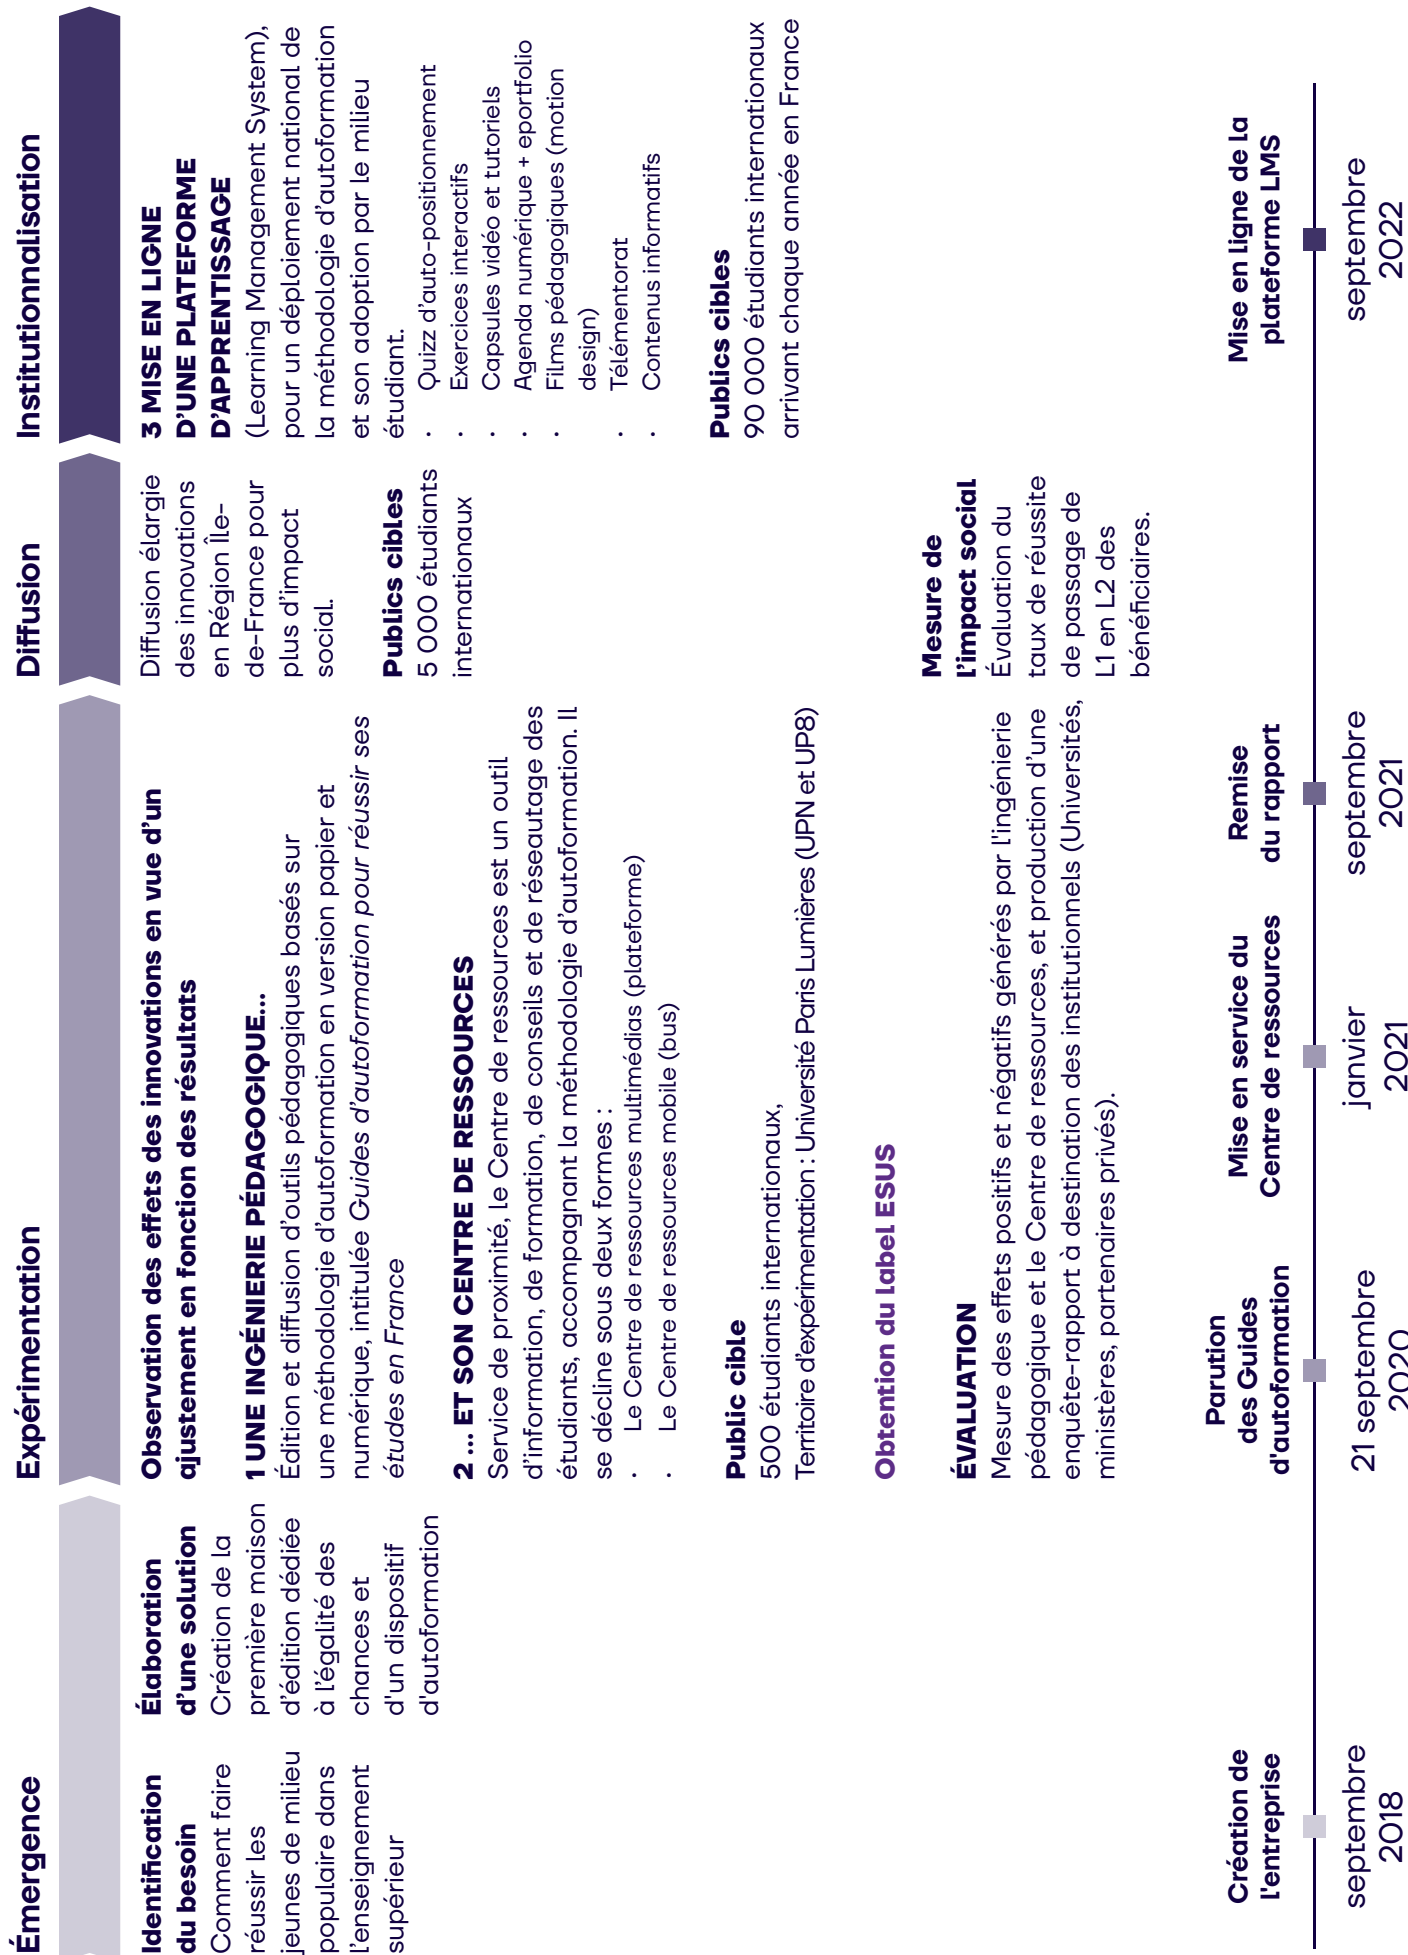 Émergence
Identification
du besoin
Comment faire
réussir les
jeunes de milieu
populaire dans
l'enseignement
supérieur
Élaboration
d'une solution
Création de la
première maison
d'édition dédiée
à l'égalité des
chances et
d'un dispositif
d'autoformation
Expérimentation
Observation des effets des innovations en vue d'un
ajustement en fonction des résultats
1 UNE INGÉNIERIE PÉDAGOGIQUE...
Édition et diffusion d'outils pédagogiques basés sur
une méthodologie d'autoformation en version papier et
numérique, intitulée Guides d'autoformation pour réussir ses
études en France
2 ... ET SON CENTRE DE RESSOURCES
Service de proximité, le Centre de ressources est un outil
d'information, de formation, de conseils et de réseautage des
étudiants, accompagnant la méthodologie d'autoformation. Il
se décline sous deux formes :
· Le Centre de ressources multimédias (plateforme)
· Le Centre de ressources mobile (bus)
Public cible
500 étudiants internationaux,
Territoire d'expérimentation : Université Paris Lumières (UPN et UP8)
Obtention du label ESUS
ÉVALUATION
Mesure des effets positifs et négatifs générés par l'ingénierie
pédagogique et le Centre de ressources, et production d'une
enquête-rapport à destination des institutionnels (Universités,
ministères, partenaires privés).
Diffusion
Diffusion élargie
des innovations
en Région Île-
de-France pour
plus d'impact
social.
Publics cibles
5 000 étudiants
internationaux
Mesure de
l'impact social
Évaluation du
taux de réussite
de passage de
L1 en L2 des
bénéficiaires.
Institutionnalisation
3 MISE EN LIGNE
D'UNE PLATEFORME
D'APPRENTISSAGE
(Learning Management System),
pour un déploiement national de
la méthodologie d'autoformation
et son adoption par le milieu
étudiant.
· Quizz d'auto-positionnement
· Exercices interactifs
· Capsules vidéo et tutoriels
· Agenda numérique + eportfolio
· Films pédagogiques (motion
design)
· Télémentorat
· Contenus informatifs
Publics cibles
90 000 étudiants internationaux
arrivant chaque année en France
Création de
l'entreprise
septembre
2018
Parution
des Guides
d'autoformation
21 septembre
2020
Mise en service du
Centre de ressources
janvier
2021
Remise
du rapport
septembre
2021
Mise en ligne de la
plateforme LMS
septembre
2022